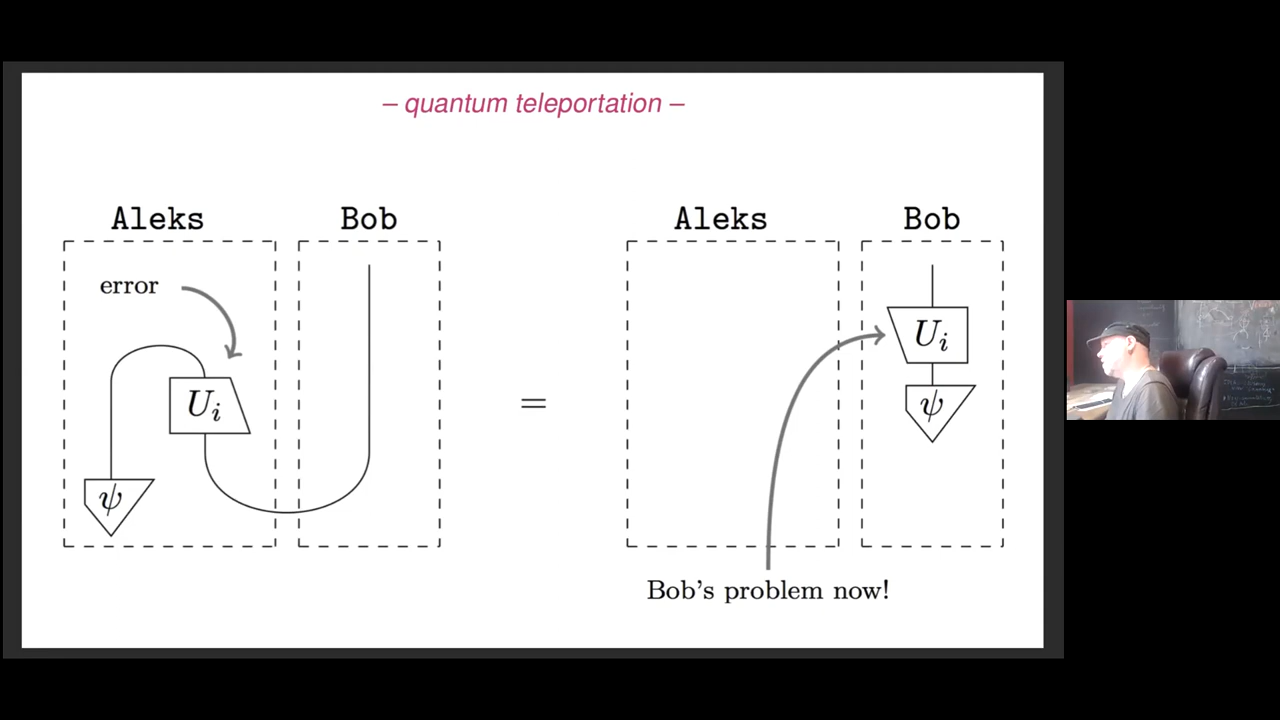 – quantum teleportation –
Aleks Bob Aleks Bob
error
U_i
ψ
=
U_i
ψ
Bob's problem now!